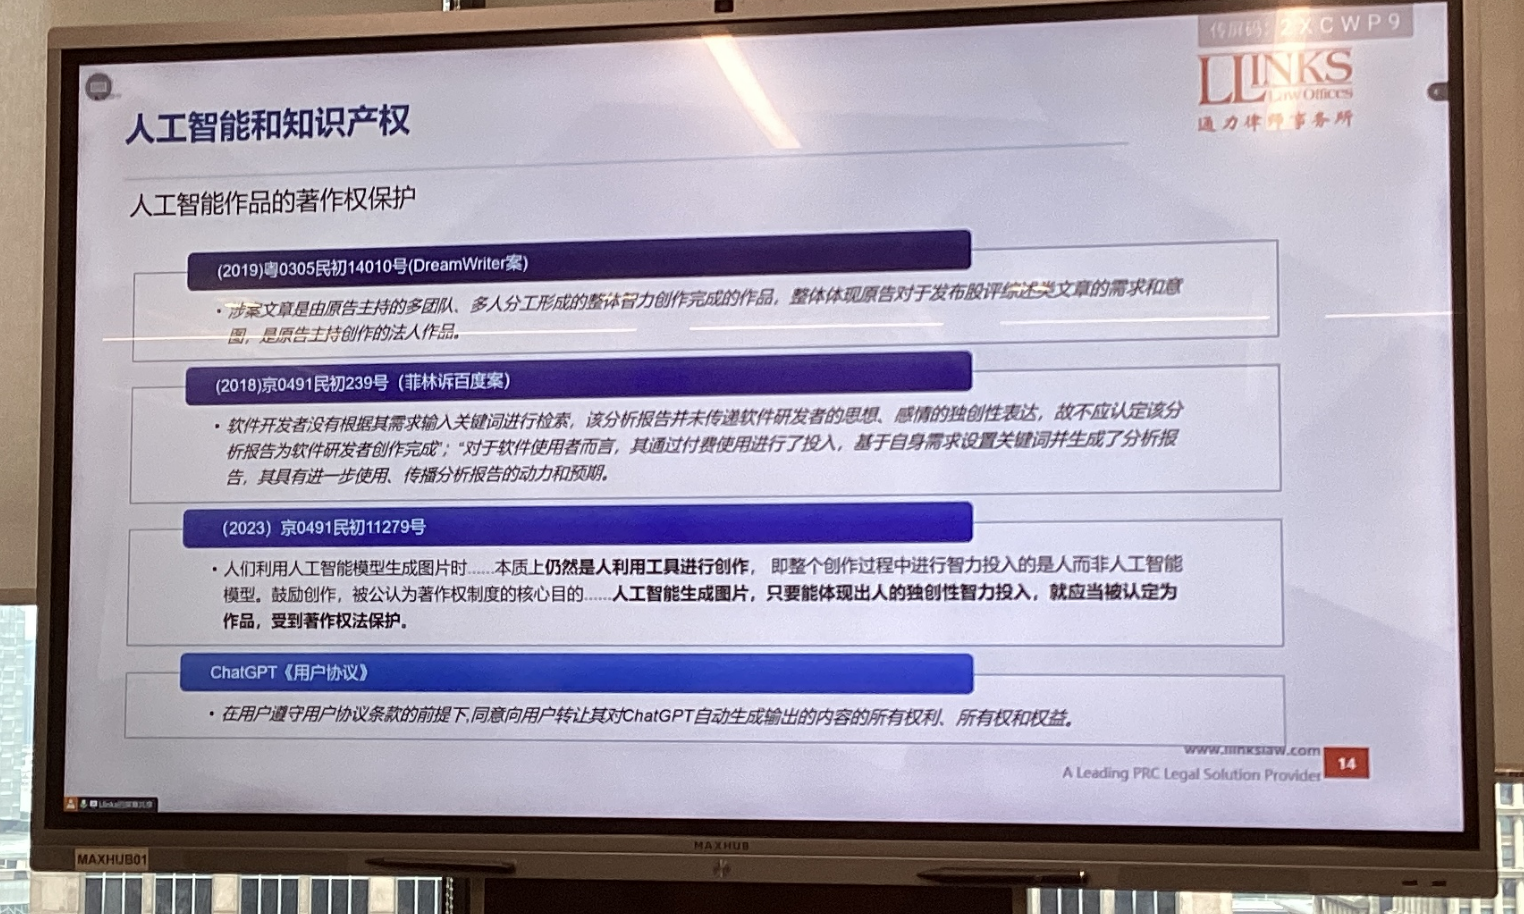 传屏码: 2XCWP9
LLINKS
Law Offices
通力律师事务所
人工智能和知识产权
人工智能作品的著作权保护
(2019)粤0305民初14010号(DreamWriter案)
• 涉案文章是由原告主持的多团队、多人分工形成的整体智力创作完成的作品，整体体现原告对于发布股评综述类文章的需求和意
图，是原告主持创作的法人作品。
(2018)京0491民初239号（菲林诉百度案）
• 软件开发者没有根据其需求输入关键词进行检索，该分析报告并未传递软件研发者的思想、感情的独创性表达，故不应认定该分
析报告为软件研发者创作完成”；“对于软件使用者而言，其通过付费使用进行了投入，基于自身需求设置关键词并生成了分析报
告，其具有进一步使用、传播分析报告的动力和预期。
（2023）京0491民初11279号
• 人们利用人工智能模型生成图片时......本质上仍然是人利用工具进行创作， 即整个创作过程中进行智力投入的是人而非人工智能
模型。鼓励创作，被公认为著作权制度的核心目的......人工智能生成图片，只要能体现出人的独创性智力投入，就应当被认定为
作品，受到著作权法保护。
ChatGPT《用户协议》
• 在用户遵守用户协议条款的前提下,同意向用户转让其对ChatGPT自动生成输出的内容的所有权利、所有权和权益。
www.llinkslaw.com
A Leading PRC Legal Solution Provider
14
MAXHUB
MAXHUB01